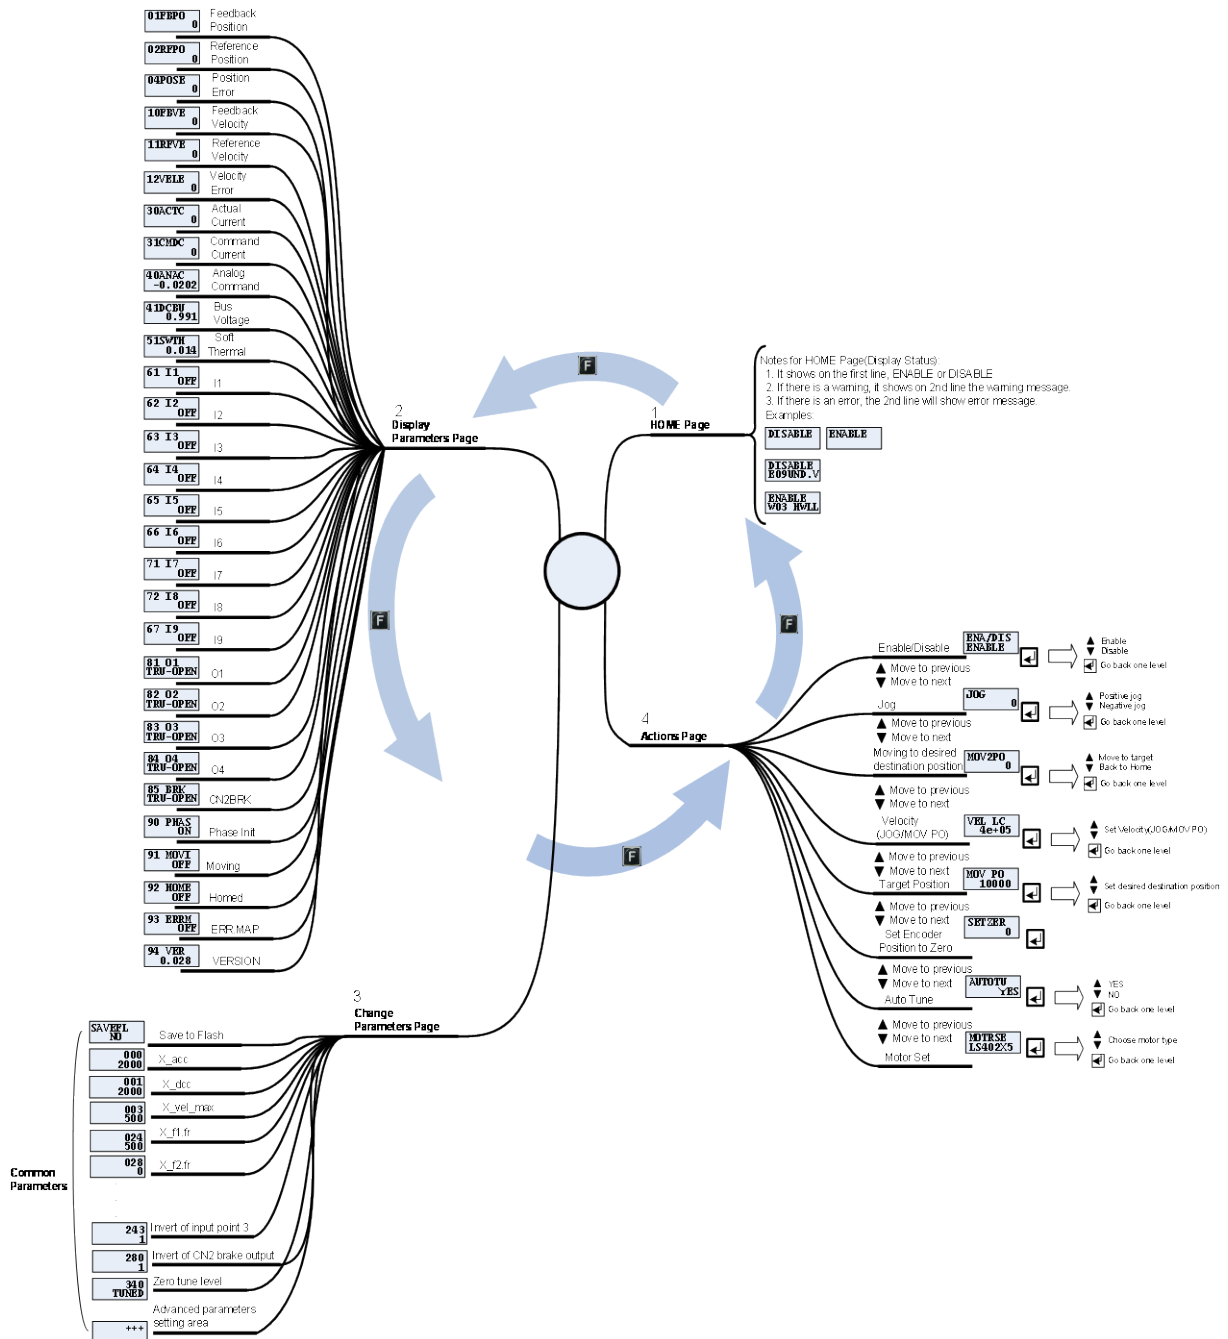 01FBPO
0
Feedback
Position
02RFPO
0
Reference
Position
04POSE
0
Position
Error
10FBVE
0
Feedback
Velocity
11RFVE
0
Reference
Velocity
12VELE
0
Velocity
Error
30ACTC
0
Actual
Current
31CMDC
0
Command
Current
40ANAC
-0.0202
Analog
Command
41DCBU
0.991
Bus
Voltage
51SWTH
0.014
Soft
Thermal
61 I1
OFF
I1
62 I2
OFF
I2
63 I3
OFF
I3
64 I4
OFF
I4
65 I5
OFF
I5
66 I6
OFF
I6
71 I7
OFF
I7
72 I8
OFF
I8
67 I9
OFF
I9
81 O1
TRU-OPEN
O1
82 O2
TRU-OPEN
O2
83 O3
TRU-OPEN
O3
84 O4
TRU-OPEN
O4
85 BRK
TRU-OPEN
CN2BRK
90 PHAS
ON
Phase Init
91 MOVI
OFF
Moving
92 HOME
OFF
Homed
93 ERRM
OFF
ERR.MAP
94 VER
0.028
VERSION
2
Display
Parameters Page
F
F
F
F
1
HOME Page
Notes for HOME Page(Display Status):
1. It shows on the first line, ENABLE or DISABLE
2. If there is a warning, it shows on 2nd line the warning message.
3. If there is an error, the 2nd line will show error message.
Examples:
DISABLE
ENABLE
DISABLE
E09UND.V
ENABLE
W03 HWLL
4
Actions Page
Enable/Disable
ENA/DIS
ENABLE
▲ Enable
▼ Disable
Go back one level
▲ Move to previous
▼ Move to next
Jog
JOG
0
▲ Positive jog
▼ Negative jog
Go back one level
▲ Move to previous
▼ Move to next
Moving to desired
destination position
MOV2PO
0
▲ Move to target
▼ Back to Home
Go back one level
▲ Move to previous
▼ Move to next
Velocity
(JOG/MOV PO)
VEL LC
4e+05
Set Velocity(JOG/MOV PO)
Go back one level
▲ Move to previous
▼ Move to next
Target Position
MOV PO
10000
Set desired destination position
Go back one level
▲ Move to previous
▼ Move to next
Set Encoder
Position to Zero
SETZER
0
▲ Move to previous
▼ Move to next
Auto Tune
AUTOTU
YES
▲ YES
▼ NO
Go back one level
▲ Move to previous
▼ Move to next
Motor Set
MOTRSE
LS402X5
Choose motor type
Go back one level
3
Change
Parameters Page
Common
Parameters
SAVEFL
NO
Save to Flash
000
2000
X_acc
001
2000
X_dcc
003
500
X_vel_max
024
500
X_f1.fr
028
0
X_f2.fr
243
1
Invert of input point 3
280
1
Invert of CN2 brake output
340
TUNED
Zero tune level
+++
Advanced parameters
setting area